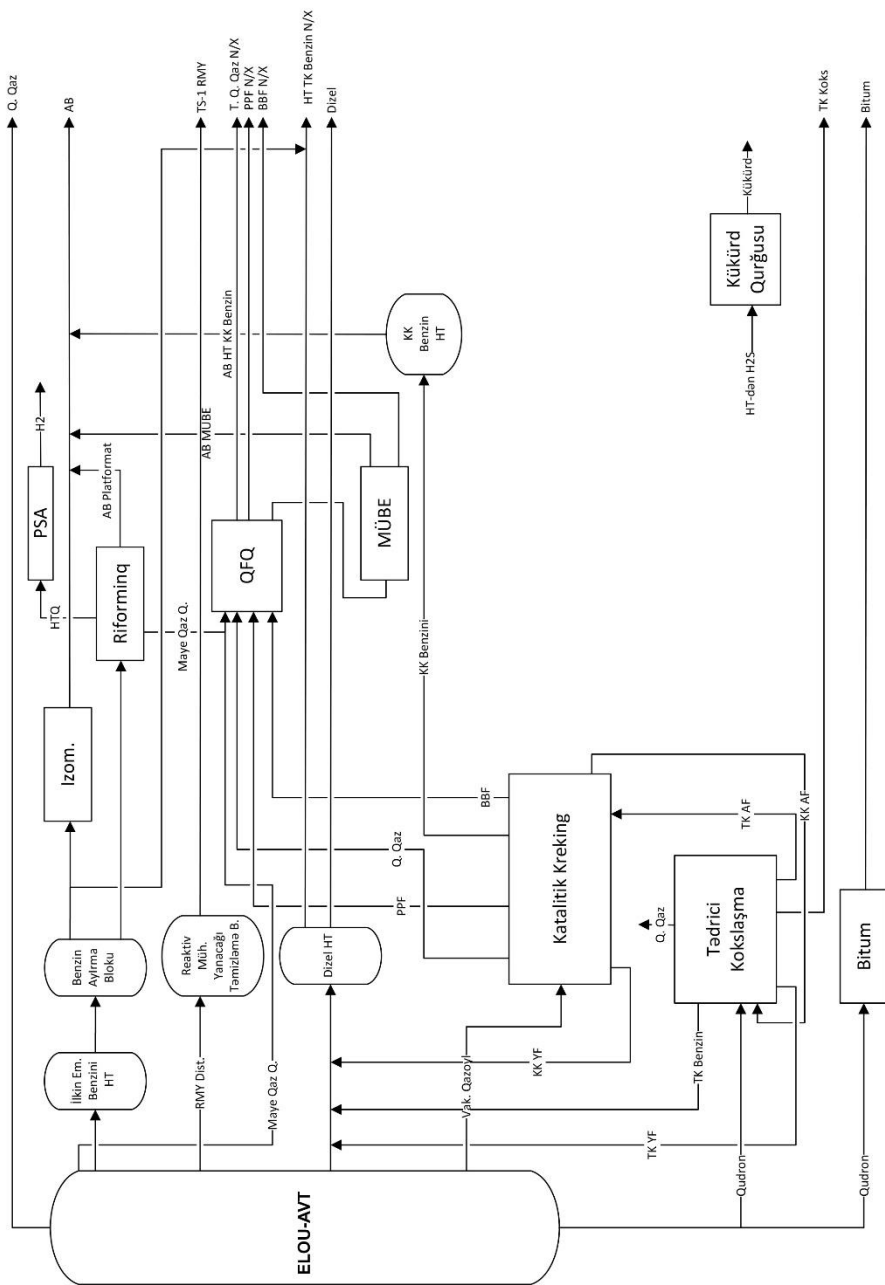 Q. Qaz
AB
TS-1 RMY
T. Q. Qaz N/X
PPF N/X
BBF N/X
HT TK Benzin N/X
Dizel
TK Koks
Bitum
H2
PSA
HTQ
Riforminq
AB Platformat
Maye Qaz Q.
Izom.
Benzin
Aylrma
Bloku
İlkin Em.
Benzini
HT
ELOU-AVT
RMY Dist.
Reaktiv
Müh.
Yanacağı
Təmizləmə B.
Maye Qaz Q.
QFQ
AB MÜBE
AB HT KK Benzin
MÜBE
KK
Benzin
HT
KK Benzini
Dizel HT
PPF
Q. Qaz
BBF
Katalitik Kreking
Vak. Qazoyl
KK YF
TK Benzin
TK YF
Q. Qaz
Tədrici
Kokslaşma
TK AF
KK AF
Qudron
Qudron
Bitum
HT-dən H2S
Kükürd
Qurğusu
Kükürd